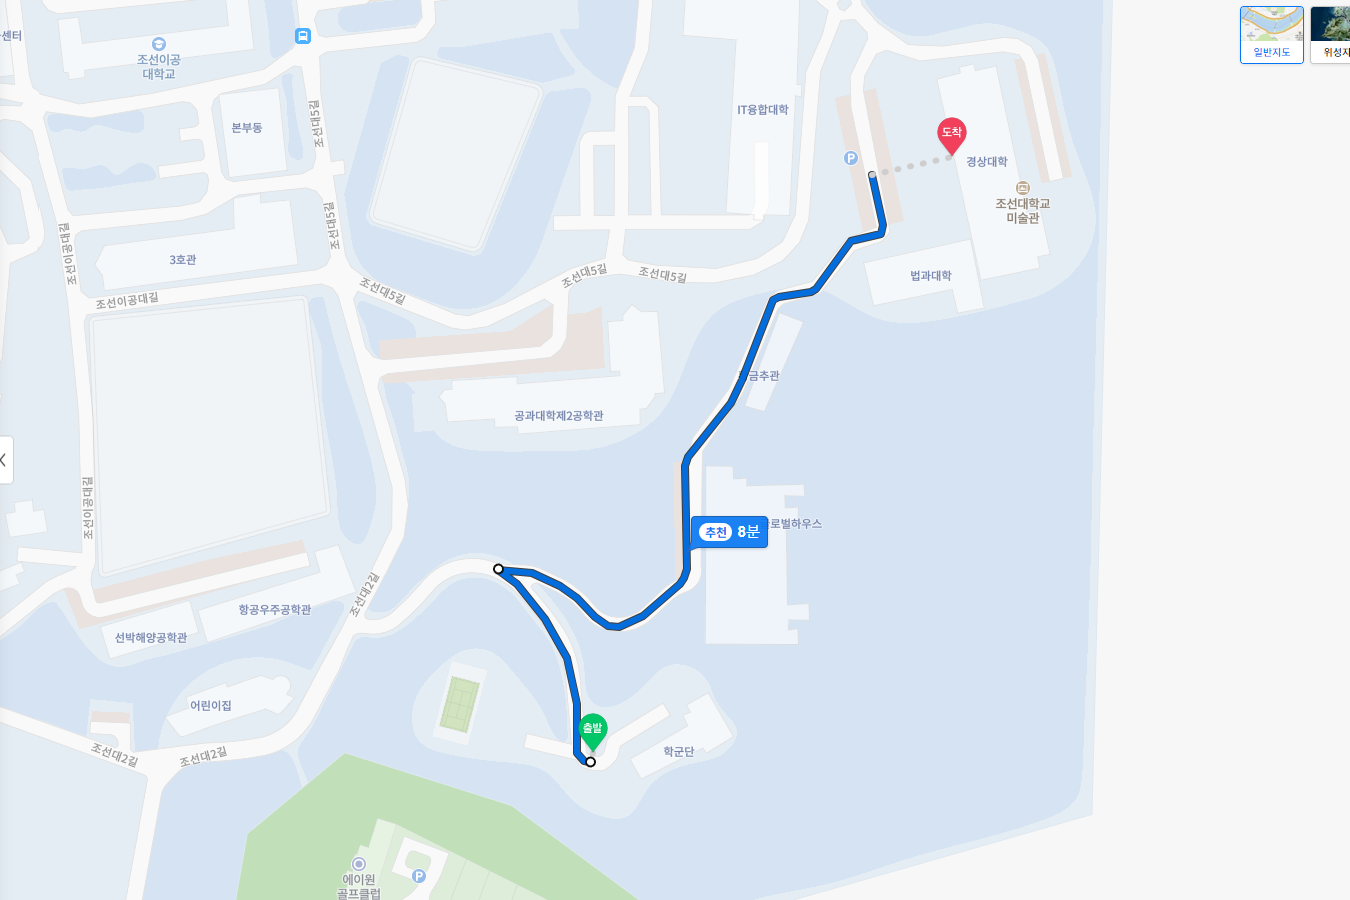 센터
조선이공
대학교
본부동
조선대5길
IT융합대학
P
도착
경상대학
조선대학교
미술관
일반지도
위성지
조선이공대길
3호관
조선대5길
조선이공대길
조선대5길
조선대5길
조선대5길
법과대학
금추관
공과대학제2공학관
조선이공대길
추천 8분
로벌하우스
조선대2길
항공우주공학관
선박해양공학관
어린이집
출발
학군단
조선대2길
조선대2길
에이원
골프클럽
P